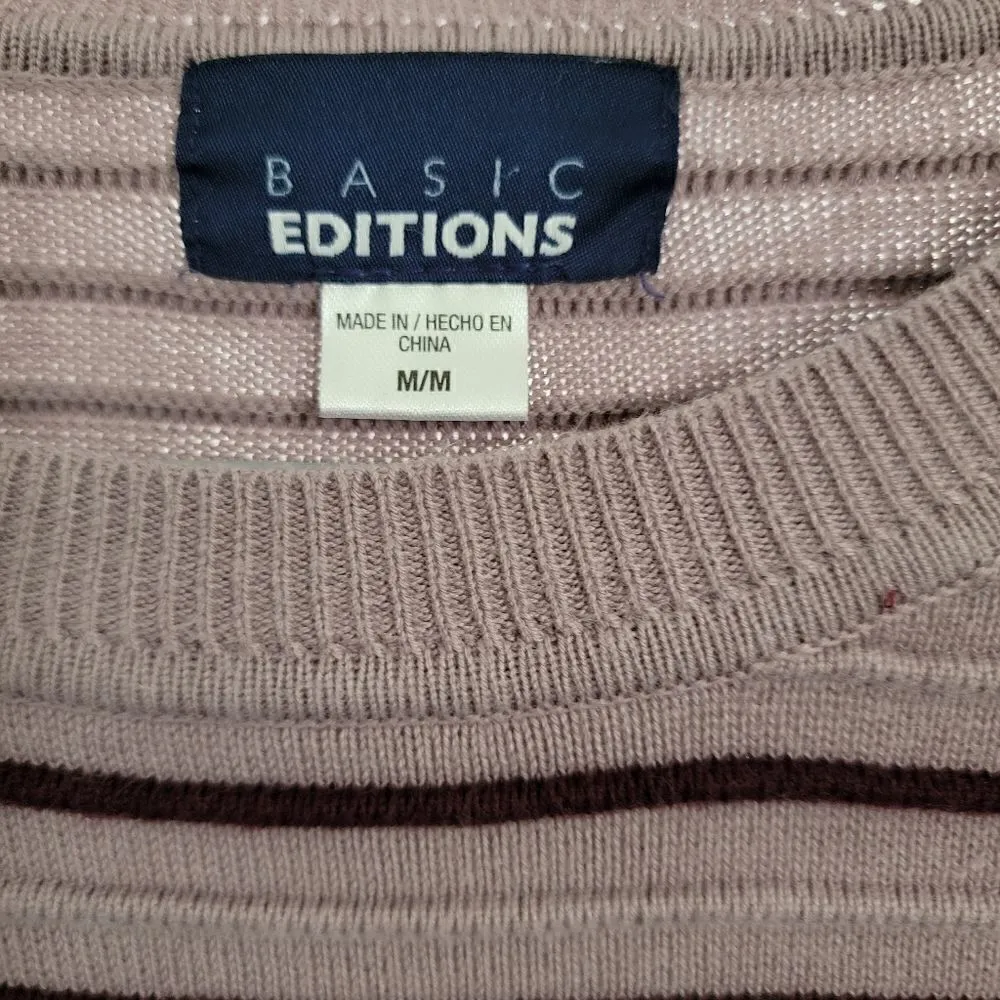 BASIC
EDITIONS
MADE IN / HECHO EN
CHINA
M/M